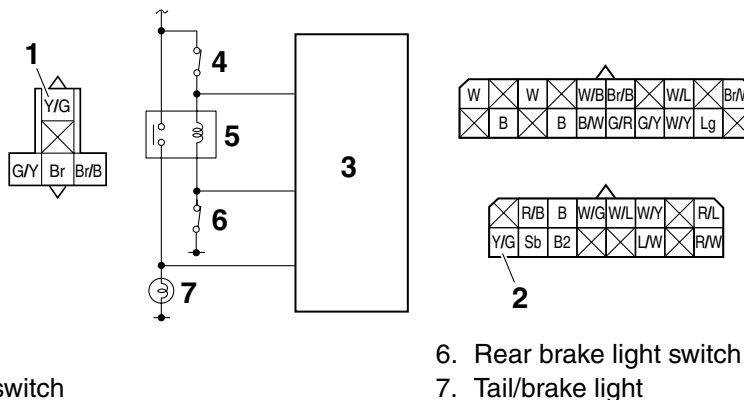 1
Y/G
G/Y Br Br/B
4
5
6
7
3
W W W/B Br/B W/L Br/W
B B B/W G/R G/Y W/Y Lg
R/B B W/G W/L W/Y R/L
Y/G Sb B2 L/W R/W
2
switch
6. Rear brake light switch
7. Tail/brake light